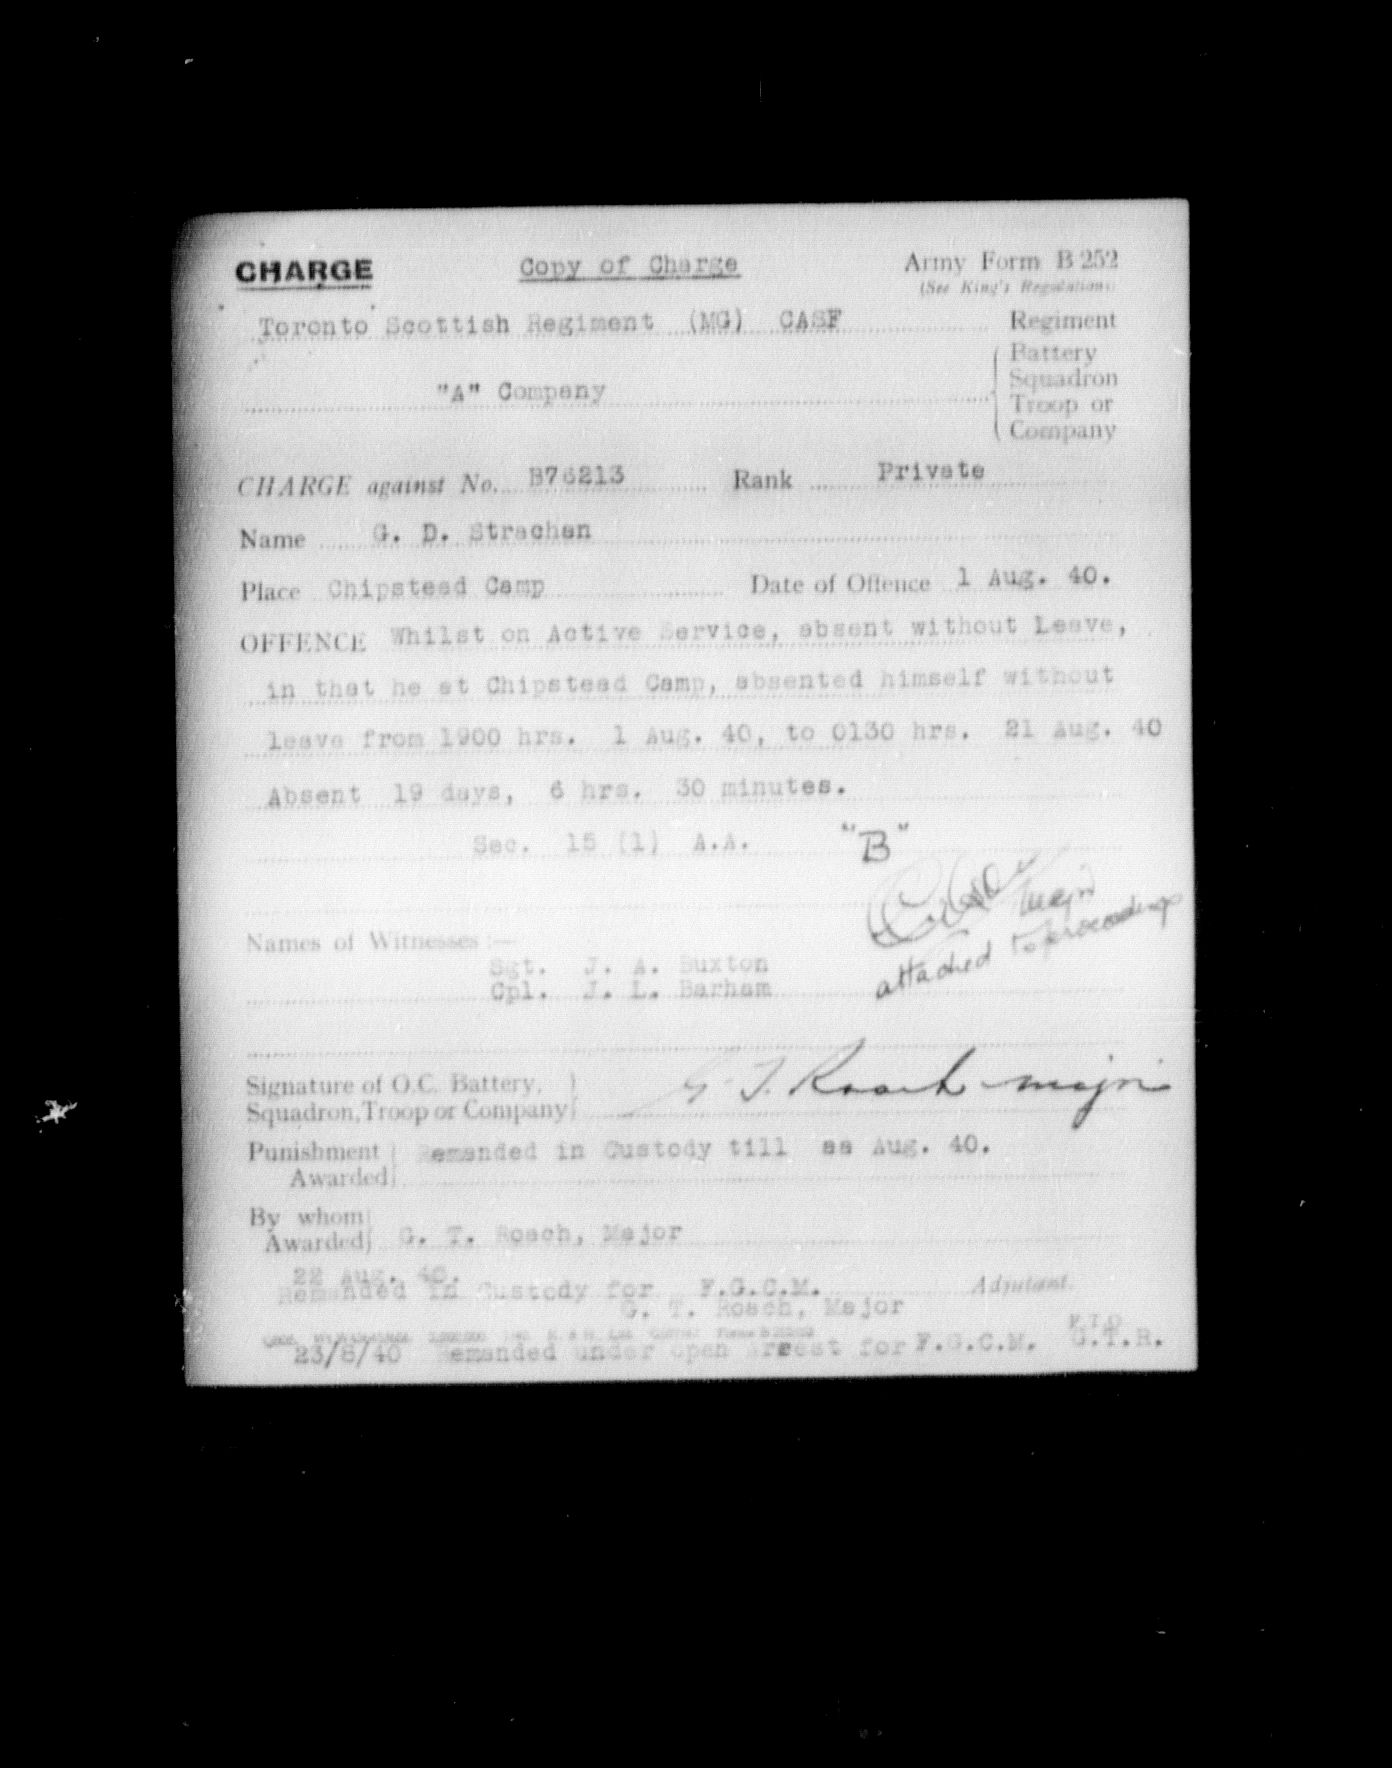 CHARGE Copy of Charge Army Form B 252
(See King's Regulations)
Toronto Scottish Regiment (MG) CASF Regiment
"A" Company
Battery
Squadron
Troop or
Company
CHARGE against No. B76213 Rank Private
Name G. D. Strachan
Place Chipstead Camp Date of Offence 1 Aug. 40.
OFFENCE Whilst on Active Service, absent without Leave,
in that he at Chipstead Camp, absented himself without
leave from 1900 hrs. 1 Aug. 40, to 0130 hrs. 21 Aug. 40
Absent 19 days, 6 hrs. 30 minutes.
Sec. 15 (1) A.A. "B"
Major
attached to proceedings
Names of Witnesses :—
Sgt. J. A. Buxton
Cpl. J. L. Barham
Signature of O.C. Battery,
Squadron, Troop or Company G T. Roach major
Punishment
Awarded Remanded in Custody till aa Aug. 40.
By whom
Awarded G. T. Roach, Major
22 Aug. 40.
Remanded in Custody for F.G.C.M. Adjutant.
G. T. Roach, Major
P.T.O
23/8/40 Remanded under open arrest for F.G.C.M. G.T.R.